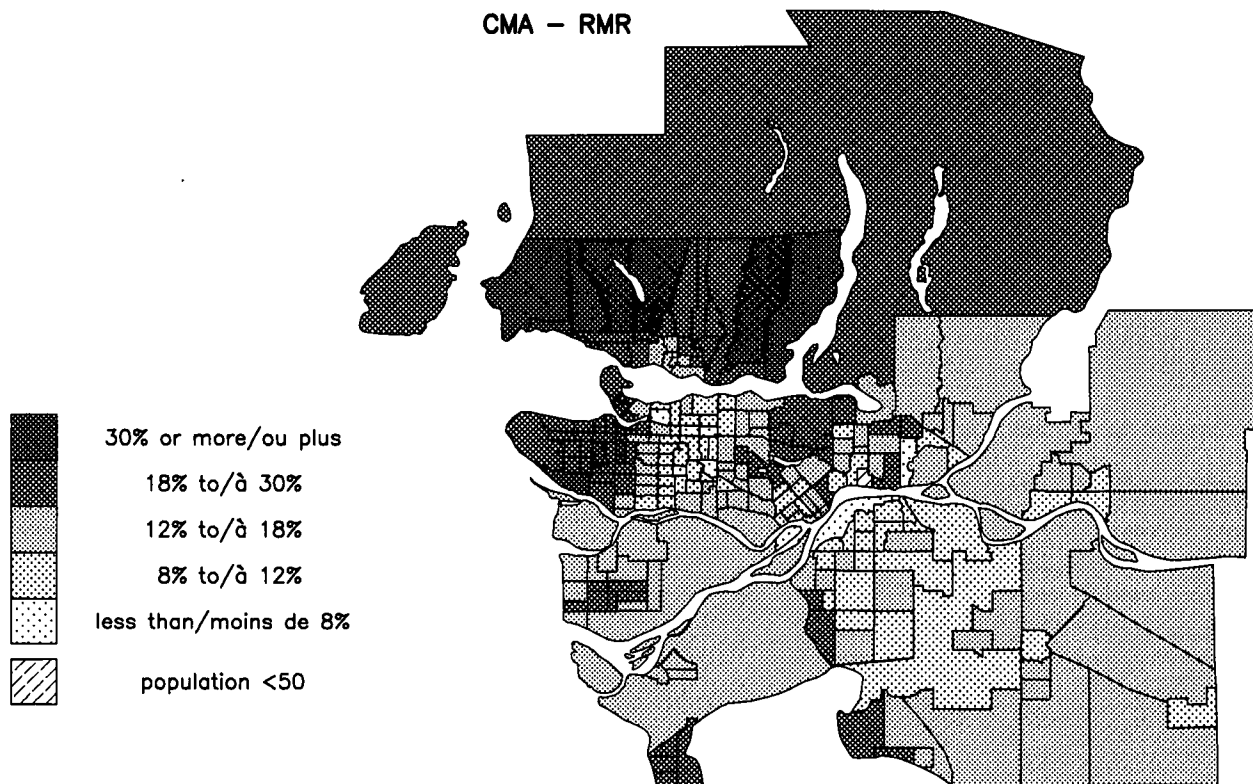 CMA – RMR
30% or more/ou plus
18% to/à 30%
12% to/à 18%
8% to/à 12%
less than/moins de 8%
population <50